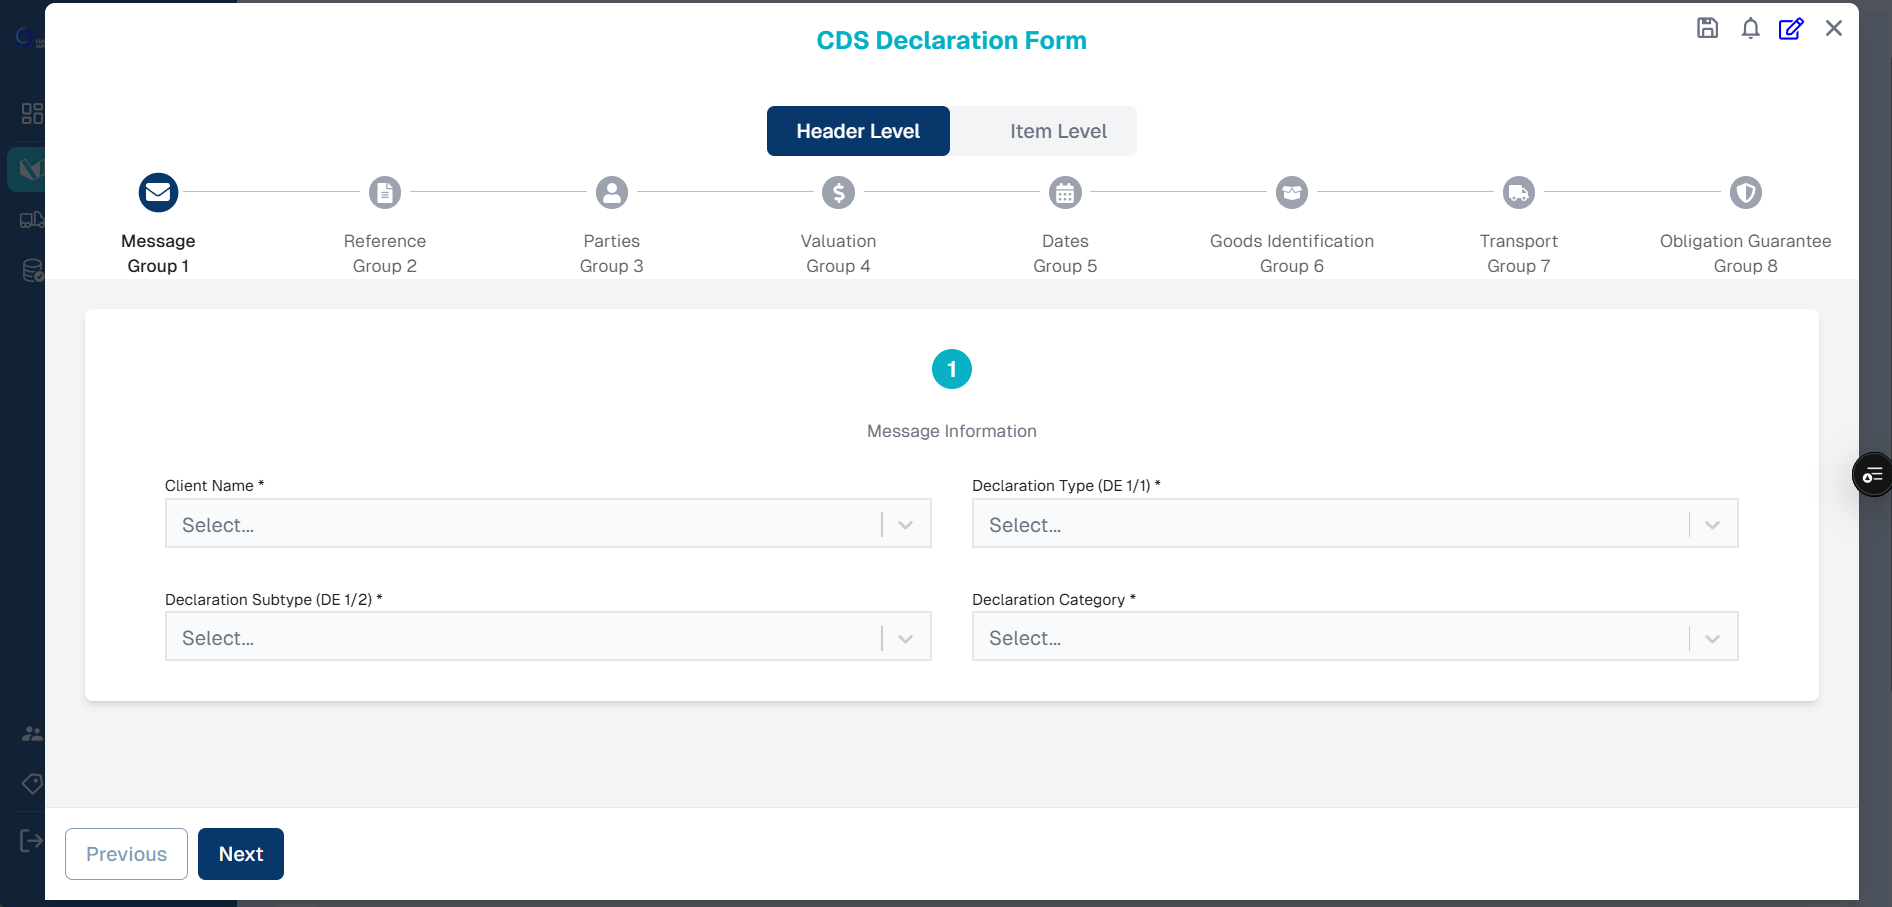 CDS Declaration Form
Header Level
Item Level
Message
Group 1
Reference
Group 2
Parties
Group 3
Valuation
Group 4
Dates
Group 5
Goods Identification
Group 6
Transport
Group 7
Obligation Guarantee
Group 8
1
Message Information
Client Name *
Select...
Declaration Type (DE 1/1) *
Select...
Declaration Subtype (DE 1/2) *
Select...
Declaration Category *
Select...
Previous
Next